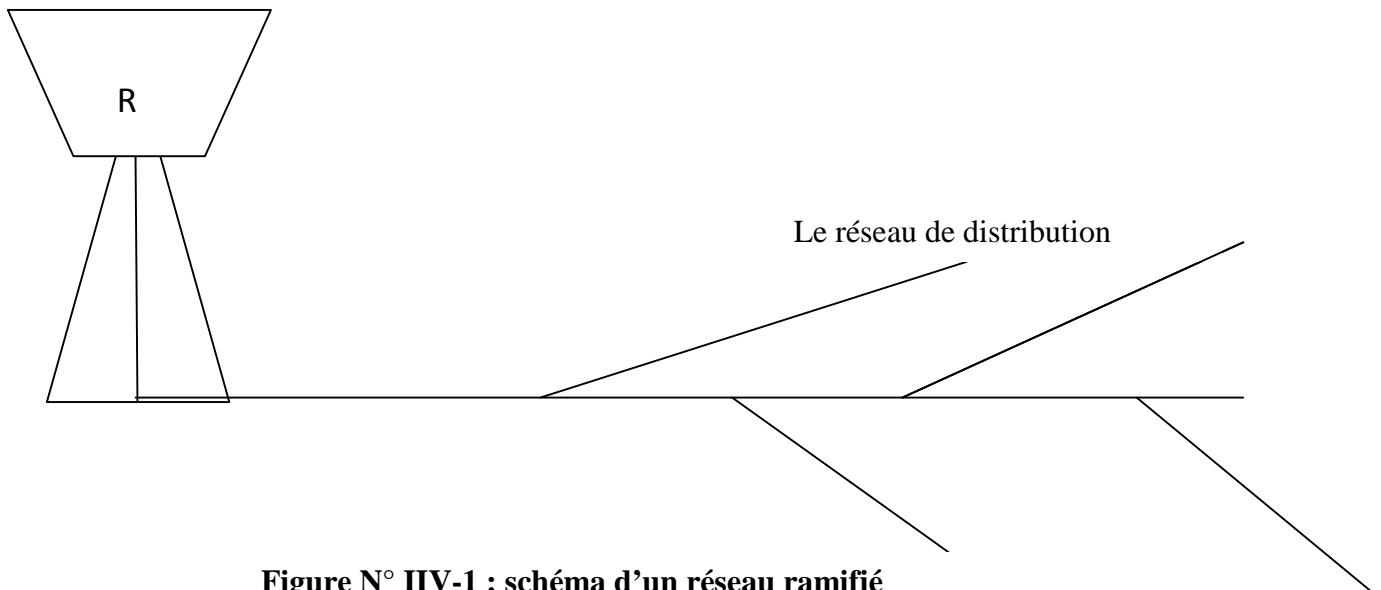 R
Le réseau de distribution
Figure N° IIV-1 : schéma d’un réseau ramifié